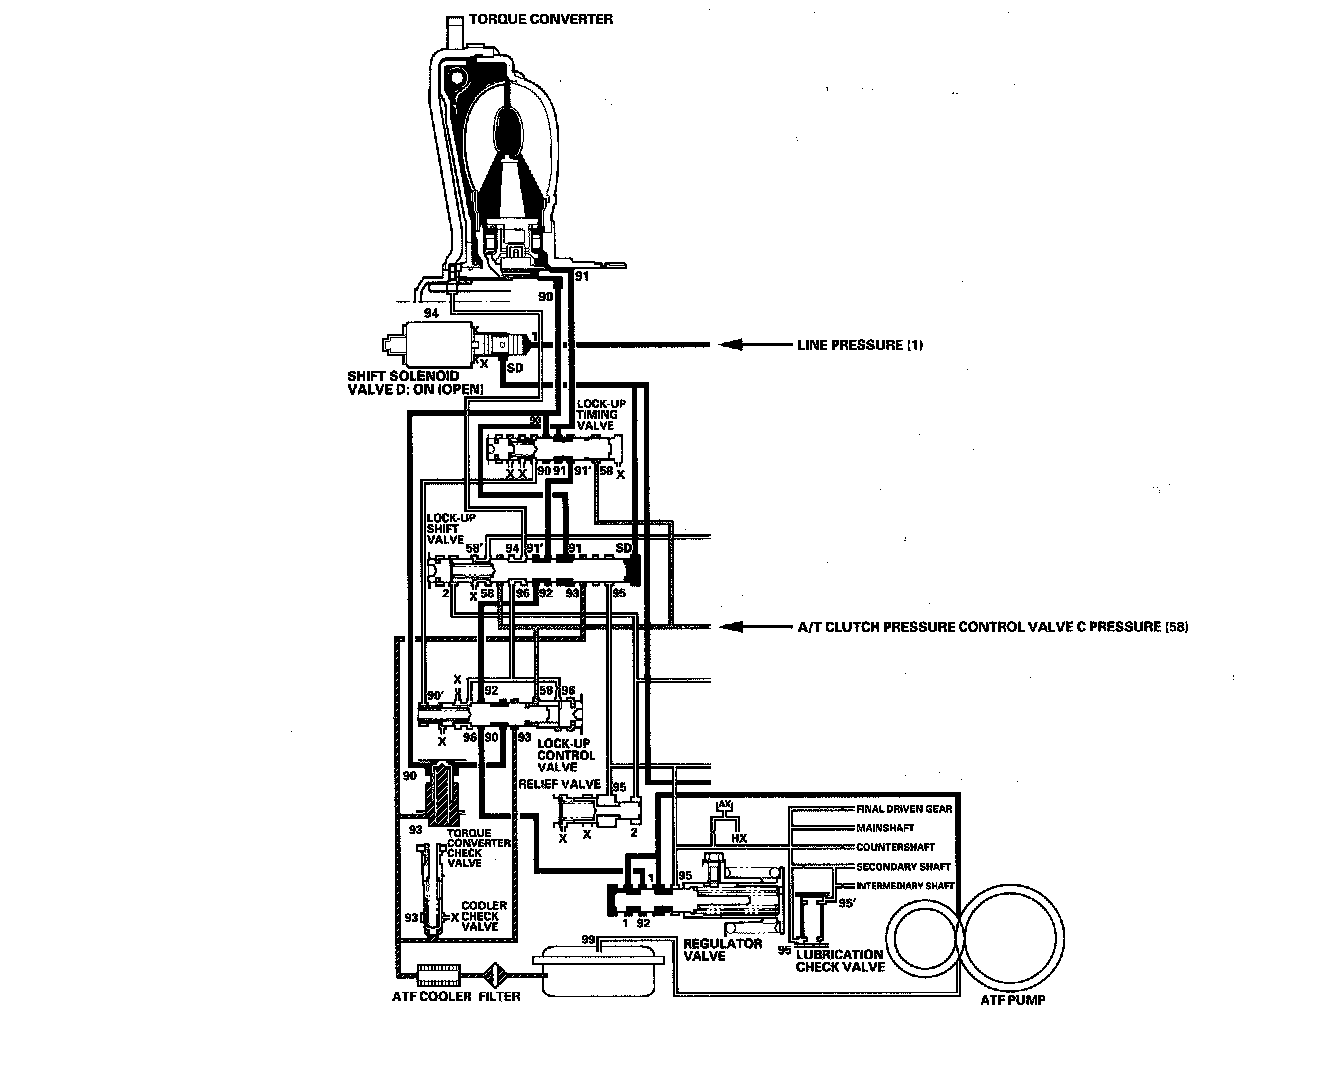 TORQUE CONVERTER
91
90
94
1
LINE PRESSURE (1)
X
X
X
SD
SHIFT SOLENOID
VALVE D: ON (OPEN)
LOCK-UP
TIMING
VALVE
X X 90 91 91' 58 X
LOCK-UP
SHIFT
VALVE
58' 94 91' 91 SD
2 X 58 96 92 93 95
A/T CLUTCH PRESSURE CONTROL VALVE C PRESSURE (58)
X
X
90' 92 58 96
X 96 90 93
LOCK-UP
CONTROL
VALVE
90
RELIEF VALVE 95
X X 2
93
TORQUE
CONVERTER
CHECK
VALVE
AX
HX
FINAL DRIVEN GEAR
MAINSHAFT
COUNTERSHAFT
SECONDARY SHAFT
INTERMEDIARY SHAFT
1 95
95'
93 X COOLER
CHECK
VALVE
1 92
REGULATOR
VALVE
95
LUBRICATION
CHECK VALVE
99
ATF COOLER FILTER
ATF PUMP